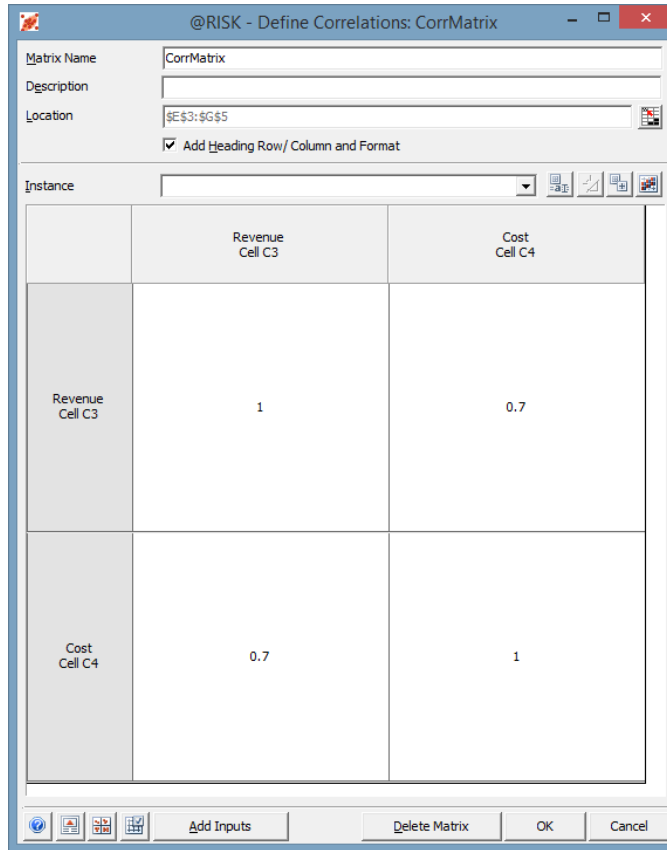 @RISK - Define Correlations: CorrMatrix
Matrix Name CorrMatrix
Description
Location $E$3:$G$5
Add Heading Row/ Column and Format
Instance
Revenue
Cell C3
Cost
Cell C4
Revenue
Cell C3
1 0.7
Cost
Cell C4
0.7 1
Add Inputs Delete Matrix OK Cancel